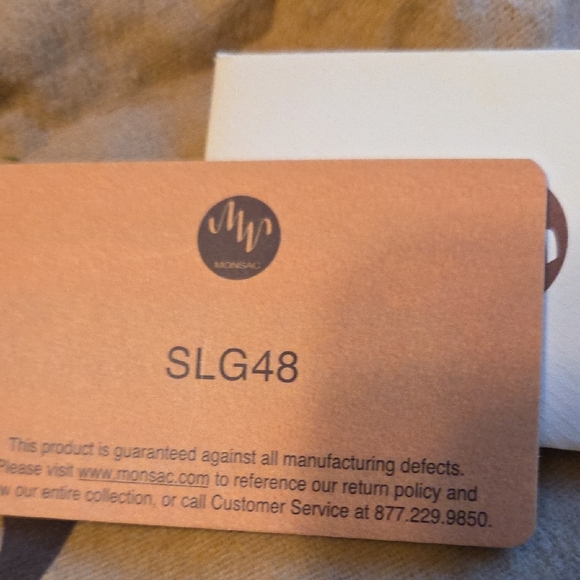 MONSAC
SLG48
This product is guaranteed against all manufacturing defects.
Please visit www.monsac.com to reference our return policy and
w our entire collection, or call Customer Service at 877.229.9850.